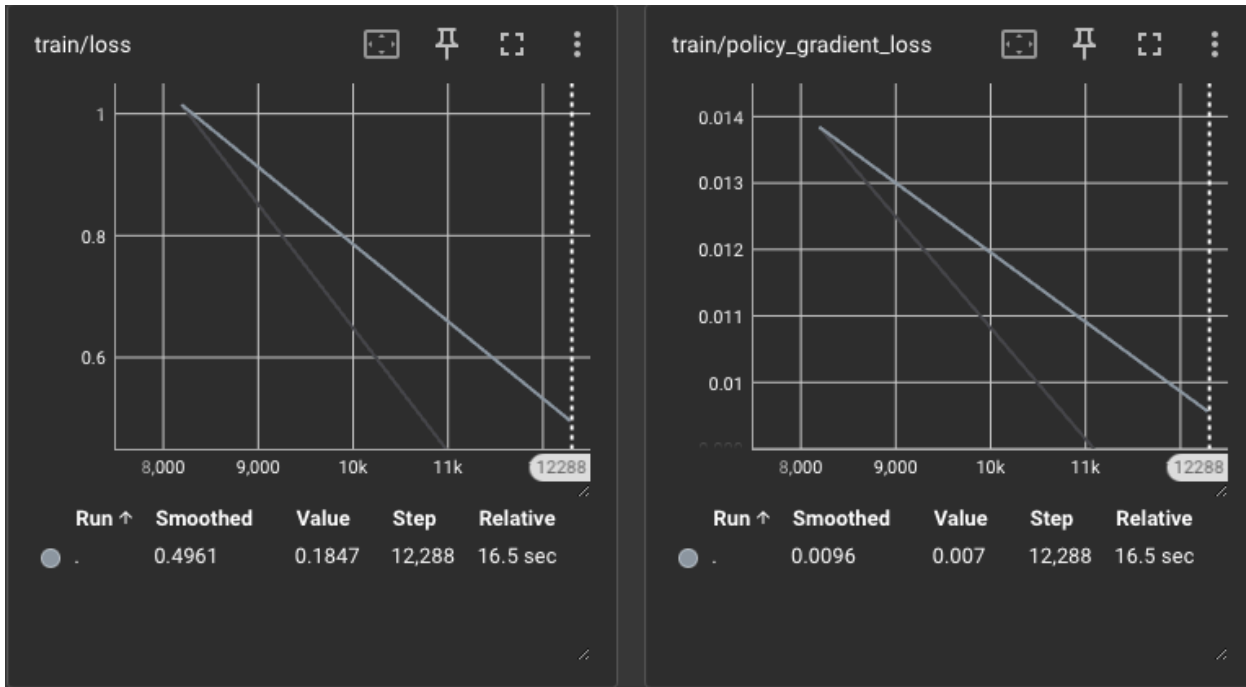 train/loss
1
0.8
0.6
8,000 9,000 10k 11k 12288
Run ↑ Smoothed Value Step Relative
. 0.4961 0.1847 12,288 16.5 sec
train/policy_gradient_loss
0.014
0.013
0.012
0.011
0.01
8,000 9,000 10k 11k 12288
Run ↑ Smoothed Value Step Relative
. 0.0096 0.007 12,288 16.5 sec